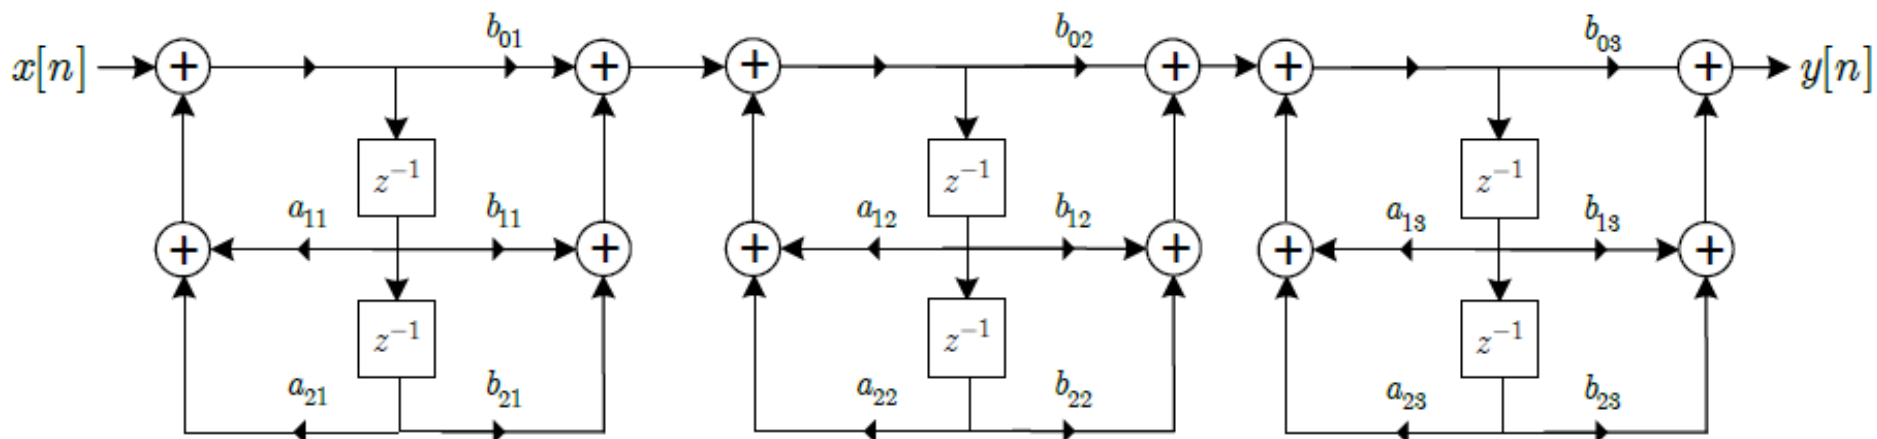 x[n] + b₀₁ + + b₀₂ + + b₀₃ + y[n]
z⁻¹ z⁻¹ z⁻¹
+ a₁₁ b₁₁ + + a₁₂ b₁₂ + + a₁₃ b₁₃ +
z⁻¹ z⁻¹ z⁻¹
a₂₁ b₂₁ a₂₂ b₂₂ a₂₃ b₂₃